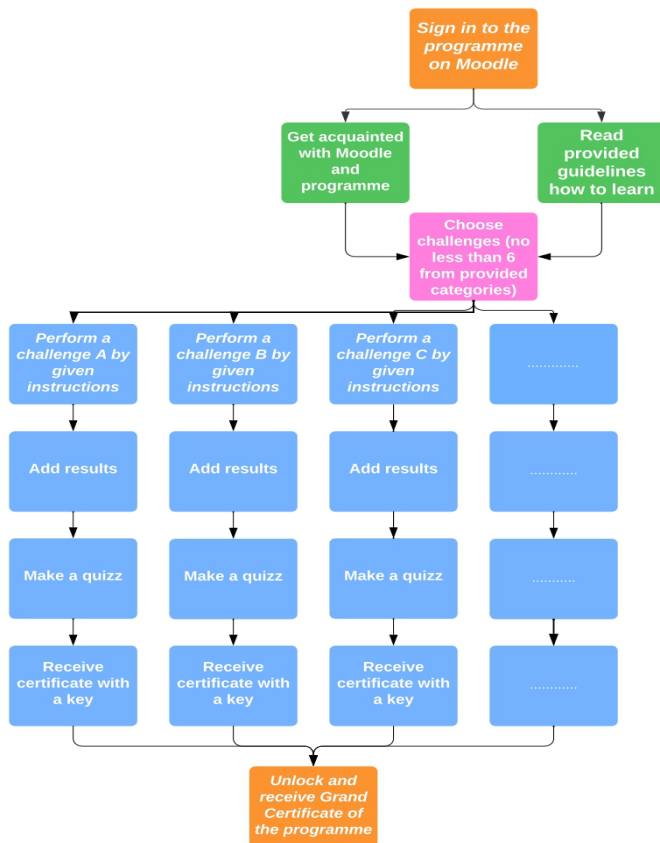 Sign in to the
programme
on Moodle
Get acquainted
with Moodle
and
programme
Read
provided
guidelines
how to learn
Choose
challenges (no
less than 6
from provided
categories)
Perform a
challenge A by
given
instructions
Perform a
challenge B by
given
instructions
Perform a
challenge C by
given
instructions
............
Add results
Add results
Add results
...........
Make a quizz
Make a quizz
Make a quizz
...........
Receive
certificate with
a key
Receive
certificate with
a key
Receive
certificate with
a key
............
Unlock and
receive Grand
Certificate of
the programme